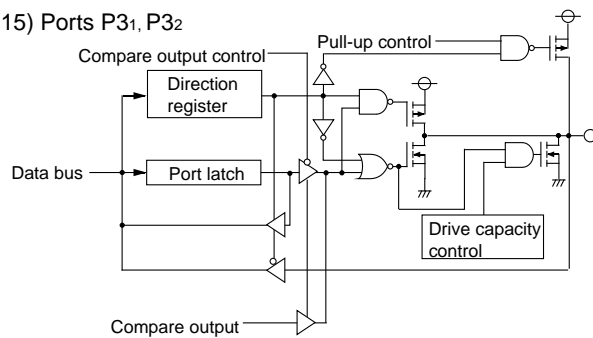 15) Ports P31, P32
Pull-up control
Compare output control
Direction
register
Data bus
Port latch
Drive capacity
control
Compare output